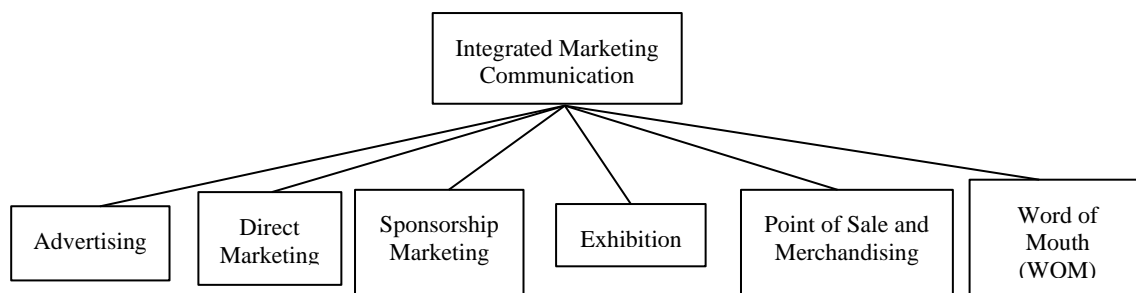 Integrated Marketing
Communication
Advertising
Direct
Marketing
Sponsorship
Marketing
Exhibition
Point of Sale and
Merchandising
Word of
Mouth
(WOM)